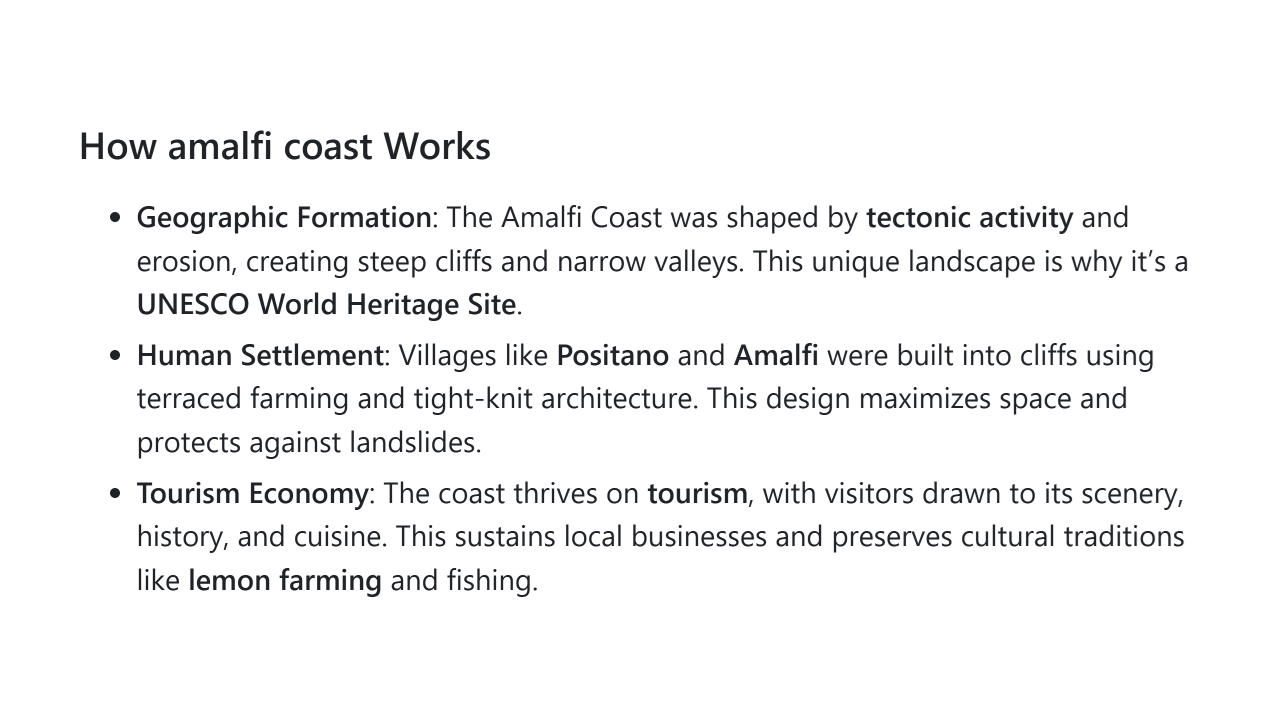 How amalfi coast Works
• Geographic Formation: The Amalfi Coast was shaped by tectonic activity and
erosion, creating steep cliffs and narrow valleys. This unique landscape is why it’s a
UNESCO World Heritage Site.
• Human Settlement: Villages like Positano and Amalfi were built into cliffs using
terraced farming and tight-knit architecture. This design maximizes space and
protects against landslides.
• Tourism Economy: The coast thrives on tourism, with visitors drawn to its scenery,
history, and cuisine. This sustains local businesses and preserves cultural traditions
like lemon farming and fishing.